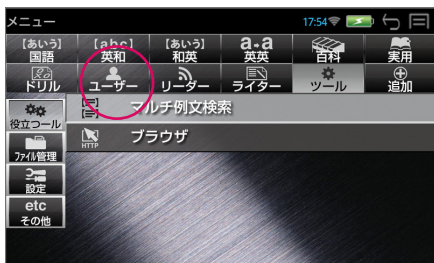 メニュー 17:54
【あいう】 【abc】 【あいう】 a-a
国語 英和 和英 英英 百科 実用
ドリル ユーザー リーダー ライター ツール 追加
役立つツール
マルチ例文検索
HTTP ブラウザ
ファイル管理
設定
etc
その他